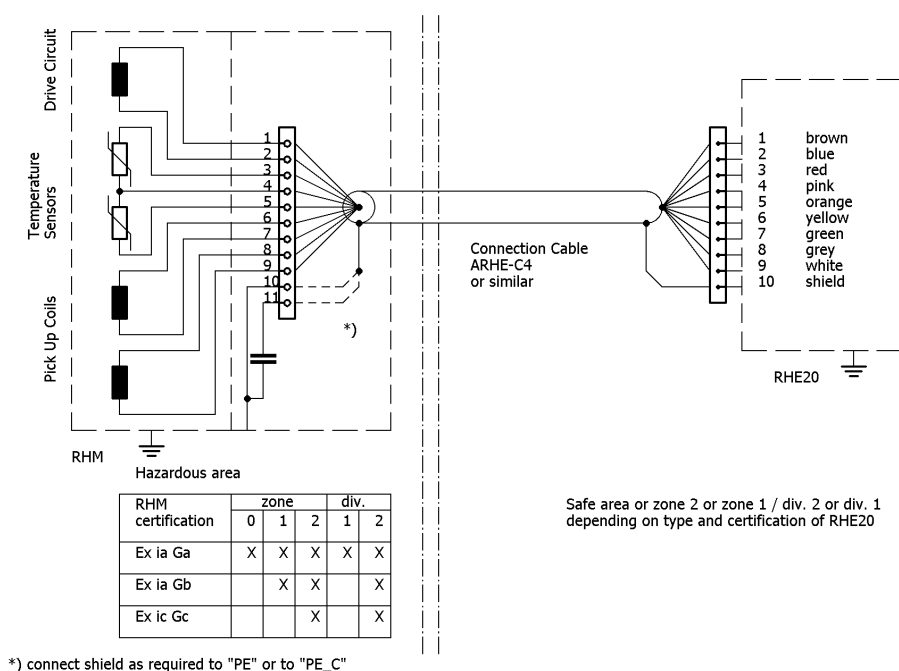 Drive Circuit
Temperature
Sensors
Pick Up Coils
1
2
3
4
5
6
7
8
9
10
11
*)
RHM
Hazardous area
Connection Cable
ARHE-C4
or similar
1 brown
2 blue
3 red
4 pink
5 orange
6 yellow
7 green
8 grey
9 white
10 shield
RHE20
Safe area or zone 2 or zone 1 / div. 2 or div. 1
depending on type and certification of RHE20
RHM certification zone div.
0 1 2 1 2
Ex ia Ga X X X X X
Ex ia Gb X X X
Ex ic Gc X X
*) connect shield as required to "PE" or to "PE_C"